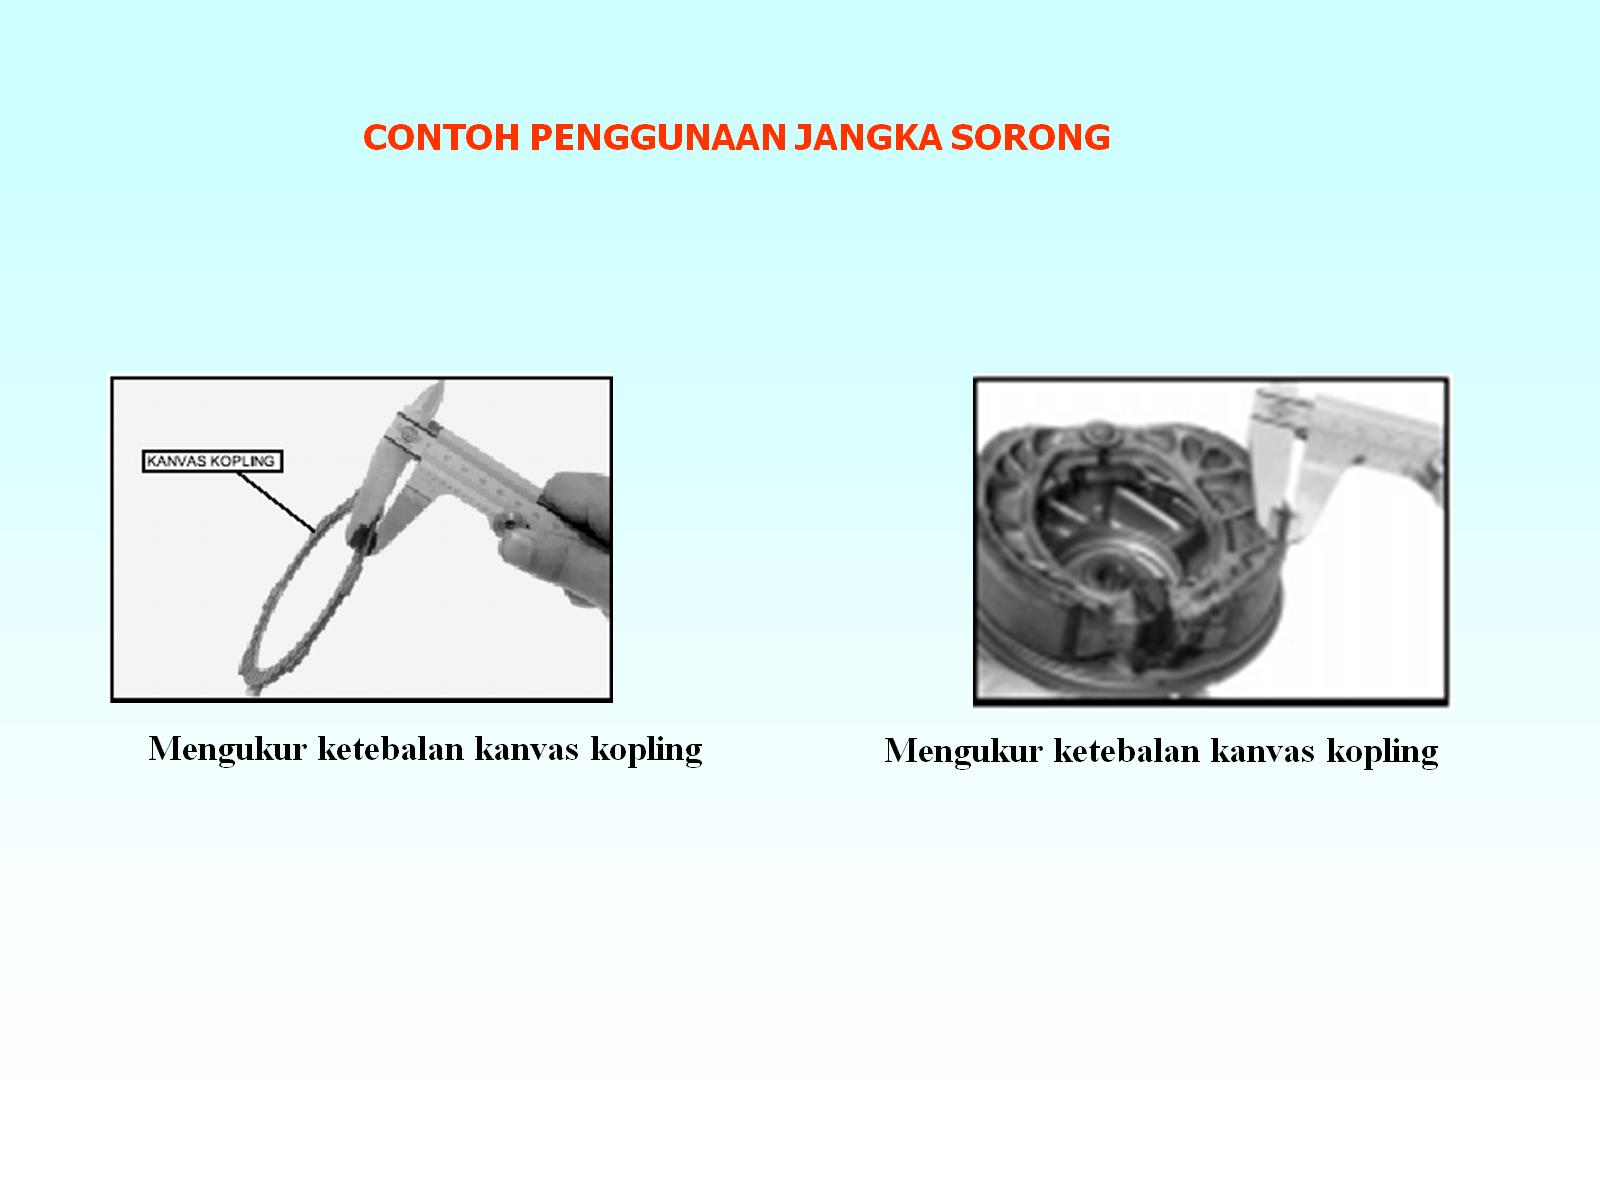 CONTOH PENGGUNAAN JANGKA SORONG
KANVAS KOPLING
Mengukur ketebalan kanvas kopling
Mengukur ketebalan kanvas kopling